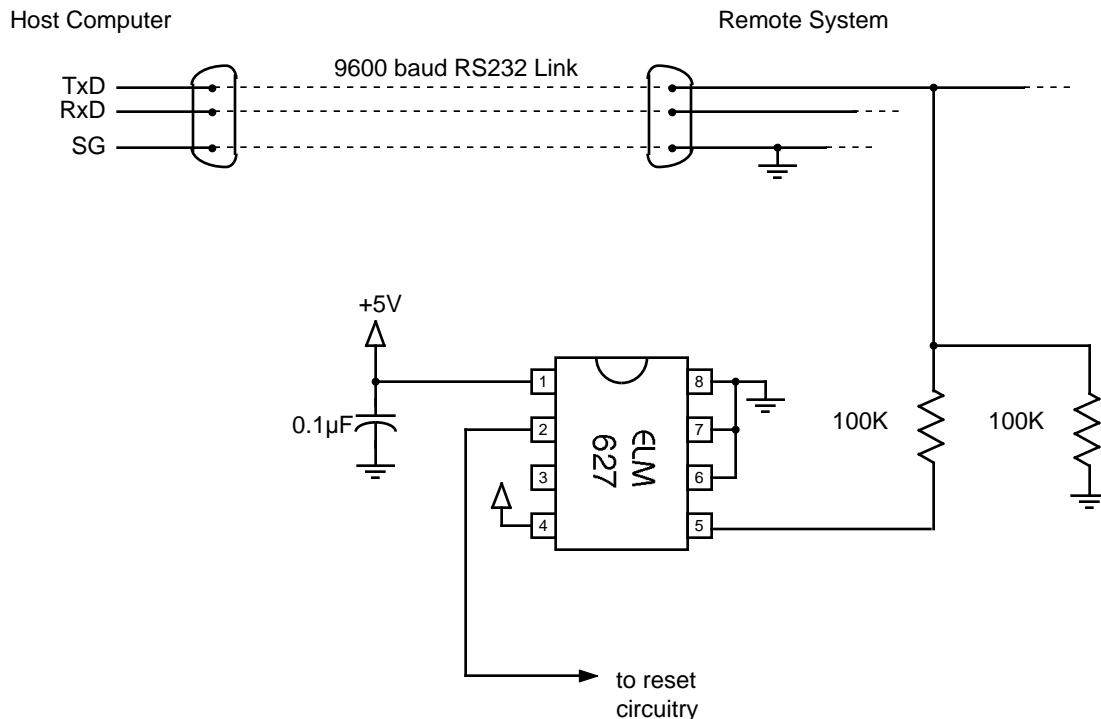 Host Computer
Remote System
9600 baud RS232 Link
TxD
RxD
SG
+5V
0.1µF
1
2
3
4
8
7
6
5
ELM
627
100K
100K
to reset
circuitry